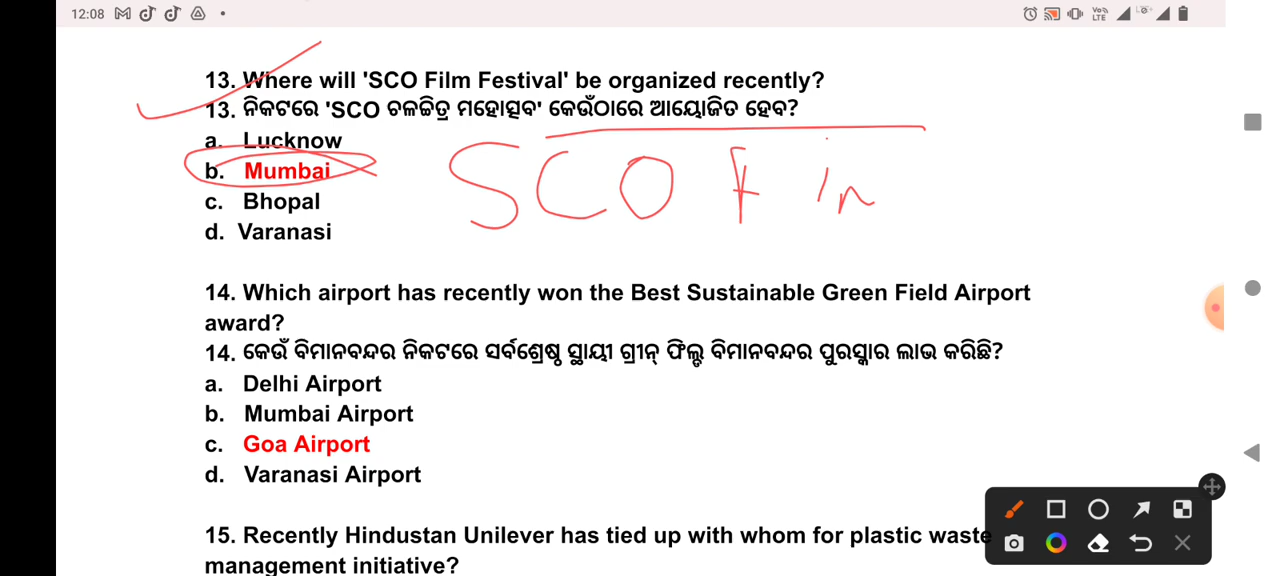 12:08
Vo)) LTE
13. Where will 'SCO Film Festival' be organized recently?
13. ନିକଟରେ 'SCO ଚଳଚ୍ଚିତ୍ର ମହୋତ୍ସବ' କେଉଁଠାରେ ଆୟୋଜିତ ହେବ?
a. Lucknow
b. Mumbai
c. Bhopal
d. Varanasi
SCO F in
14. Which airport has recently won the Best Sustainable Green Field Airport
award?
14. କେଉଁ ବିମାନବନ୍ଦର ନିକଟରେ ସର୍ବଶ୍ରେଷ୍ଠ ସ୍ଥାୟୀ ଗ୍ରୀନ୍ ଫିଲ୍ଡ ବିମାନବନ୍ଦର ପୁରସ୍କାର ଲାଭ କରିଛି?
a. Delhi Airport
b. Mumbai Airport
c. Goa Airport
d. Varanasi Airport
15. Recently Hindustan Unilever has tied up with whom for plastic waste
management initiative?